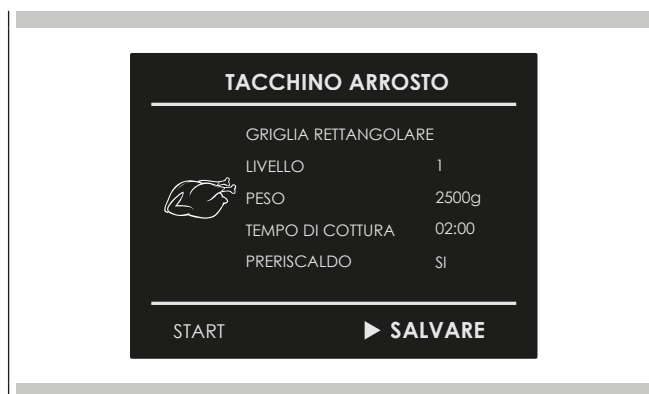 TACCHINO ARROSTO
GRIGLIA RETTANGOLARE
LIVELLO 1
PESO 2500g
TEMPO DI COTTURA 02:00
PRERISCALDO SI
START ▶ SALVARE